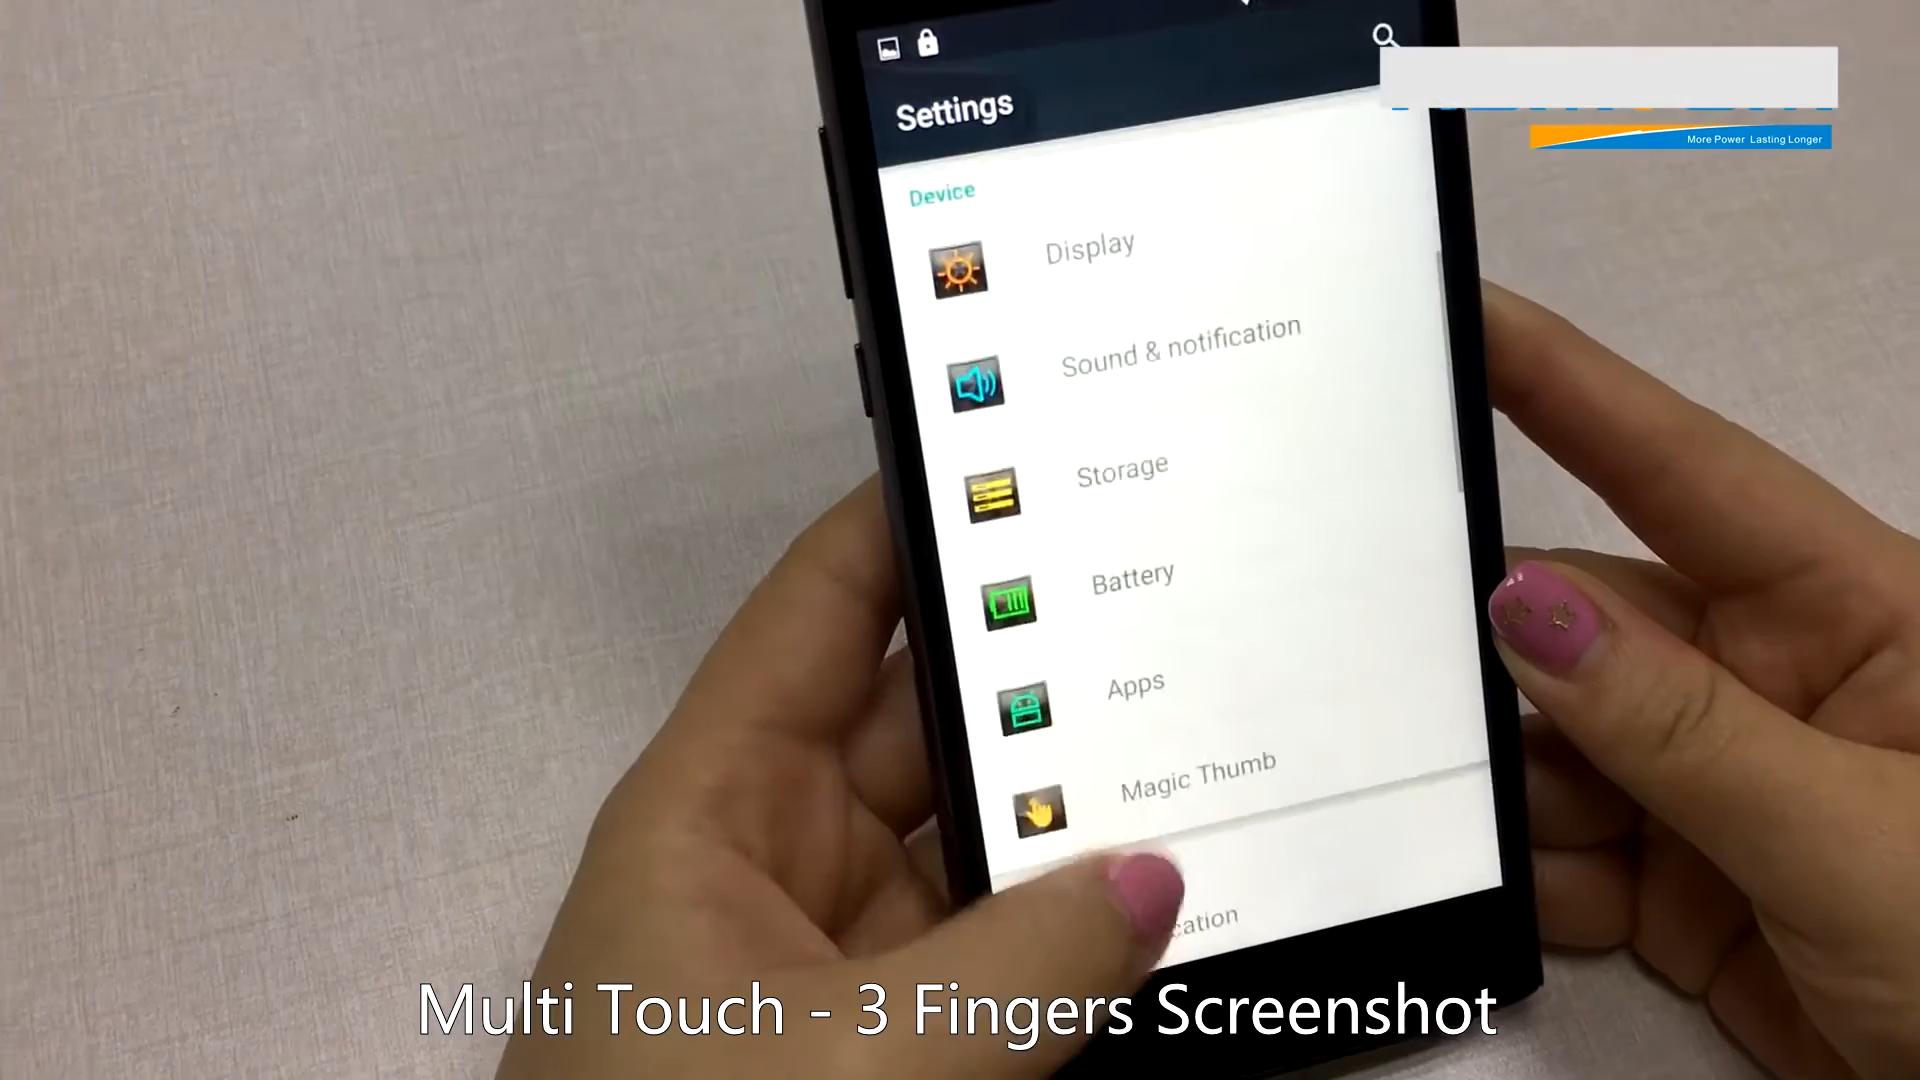 Settings
More Power Lasting Longer
Device
Display
Sound & notification
Storage
Battery
Apps
Magic Thumb
cation
Multi Touch - 3 Fingers Screenshot